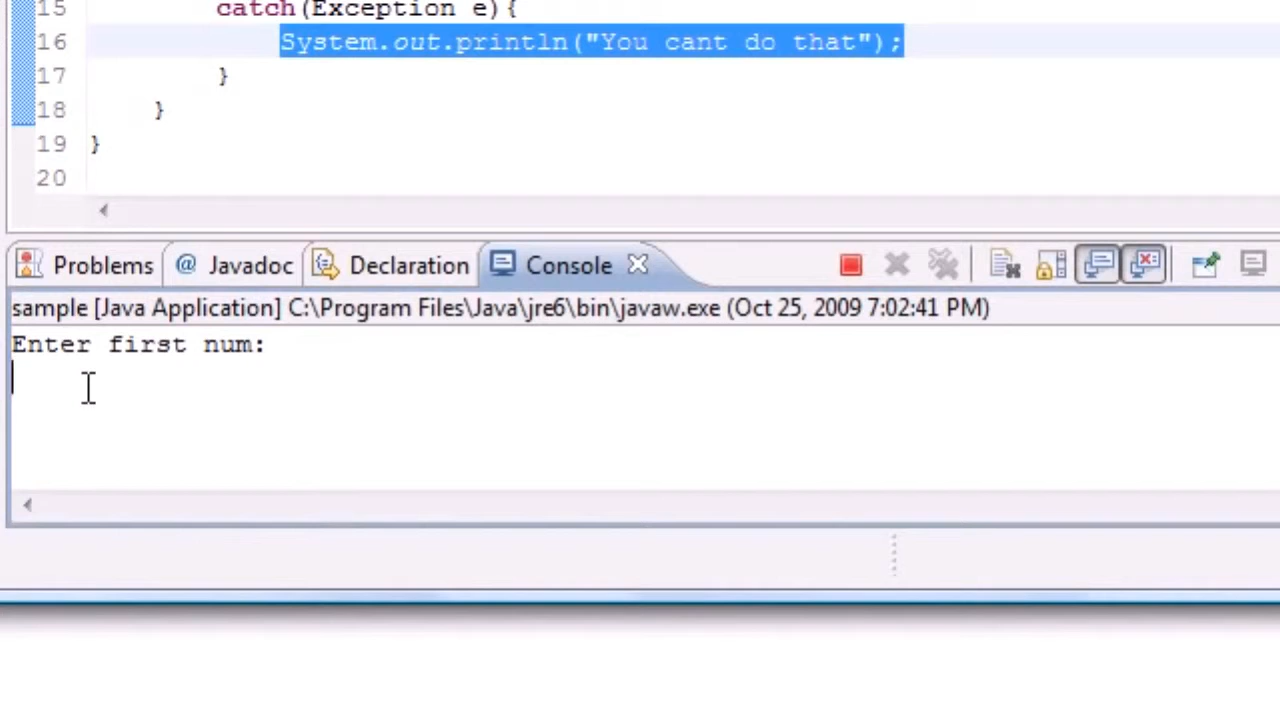 15 catch(Exception e){
16 System.out.println("You cant do that");
17 }
18 }
19 }
20
Problems @ Javadoc Declaration Console
sample [Java Application] C:\Program Files\Java\jre6\bin\javaw.exe (Oct 25, 2009 7:02:41 PM)
Enter first num: